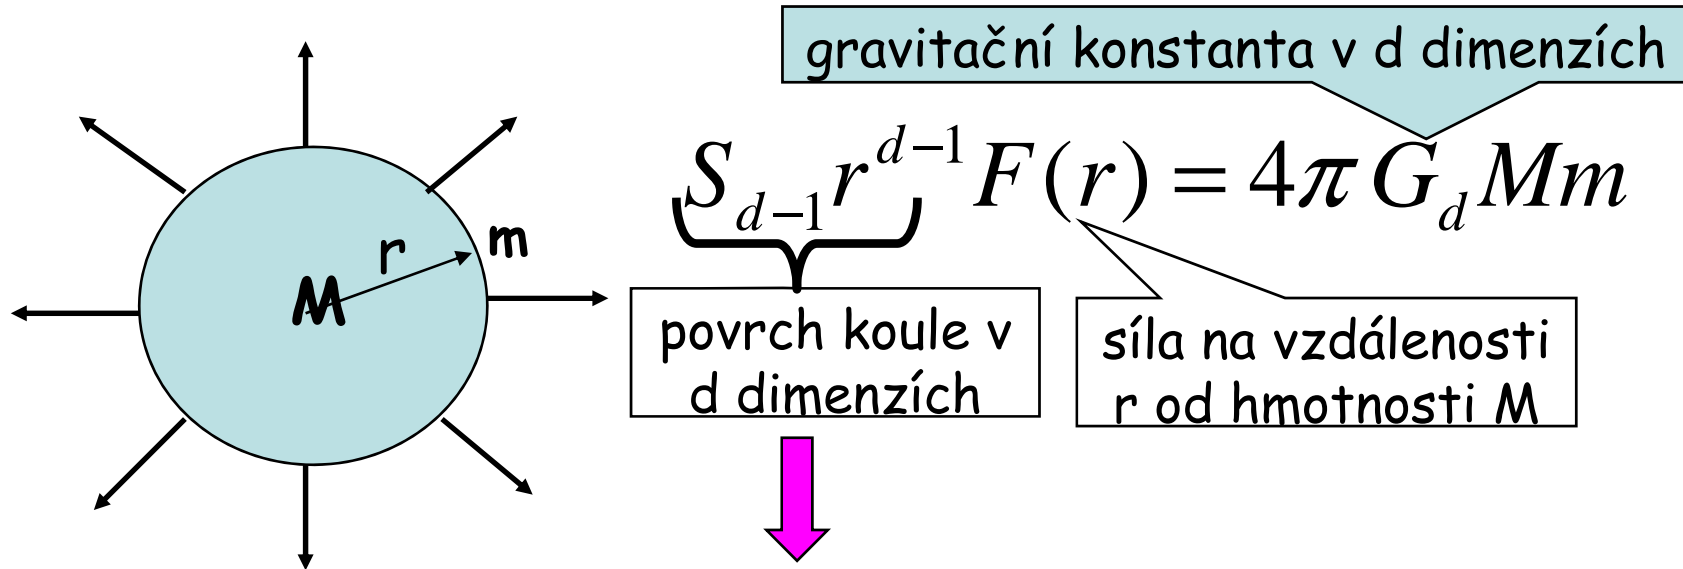 gravitační konstanta v d dimenzích
S_{d-1} r^{d-1} F(r) = 4π G_d Mm
r
m
M
povrch koule v
d dimenzích
síla na vzdálenosti
r od hmotnosti M